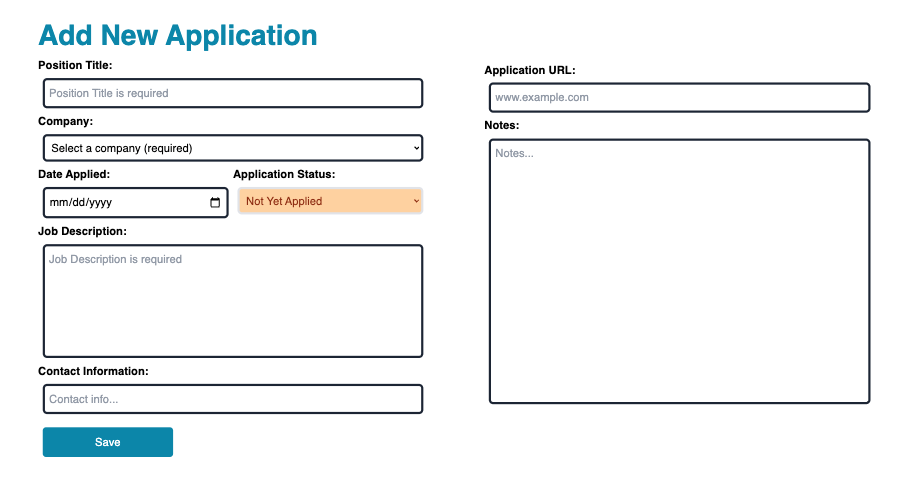 Add New Application
Position Title:
Position Title is required
Company:
Select a company (required)
Date Applied:
Application Status:
mm/dd/yyyy
Not Yet Applied
Job Description:
Job Description is required
Contact Information:
Contact info...
Save
Application URL:
www.example.com
Notes:
Notes...